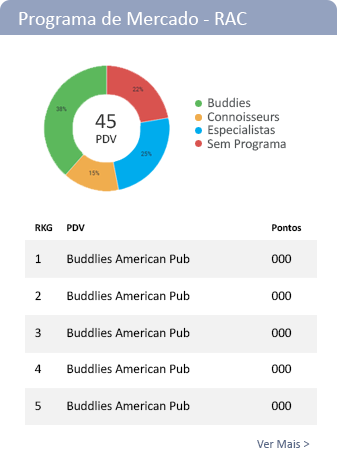 Programa de Mercado - RAC
22%
38%
45
PDV
25%
15%
Buddies
Connoisseurs
Especialistas
Sem Programa
RKG PDV Pontos
1 Buddlies American Pub 000
2 Buddlies American Pub 000
3 Buddlies American Pub 000
4 Buddlies American Pub 000
5 Buddlies American Pub 000
Ver Mais >